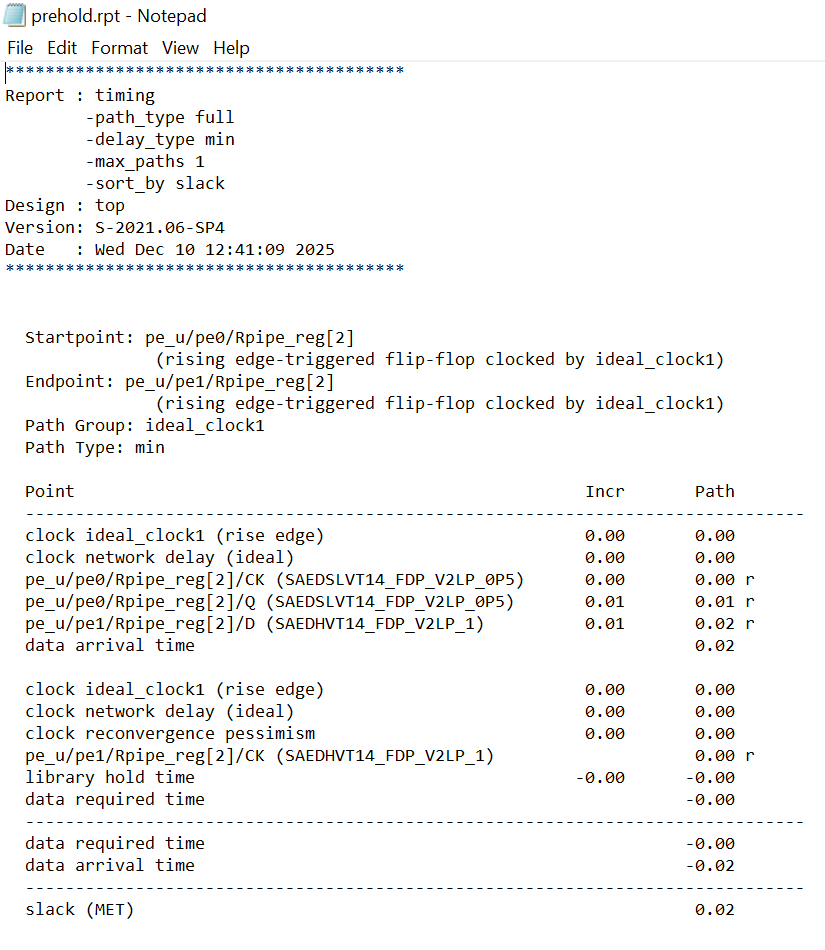 prehold.rpt - Notepad
File Edit Format View Help
****************************************
Report : timing
        -path_type full
        -delay_type min
        -max_paths 1
        -sort_by slack
Design : top
Version: S-2021.06-SP4
Date   : Wed Dec 10 12:41:09 2025
****************************************
  Startpoint: pe_u/pe0/Rpipe_reg[2]
               (rising edge-triggered flip-flop clocked by ideal_clock1)
  Endpoint: pe_u/pe1/Rpipe_reg[2]
               (rising edge-triggered flip-flop clocked by ideal_clock1)
  Path Group: ideal_clock1
  Path Type: min
  Point                                                   Incr       Path
  ------------------------------------------------------------------------------
  clock ideal_clock1 (rise edge)                          0.00       0.00
  clock network delay (ideal)                             0.00       0.00
  pe_u/pe0/Rpipe_reg[2]/CK (SAEDSLVT14_FDP_V2LP_0P5)      0.00       0.00 r
  pe_u/pe0/Rpipe_reg[2]/Q (SAEDSLVT14_FDP_V2LP_0P5)       0.01       0.01 r
  pe_u/pe1/Rpipe_reg[2]/D (SAEDHVT14_FDP_V2LP_1)          0.01       0.02 r
  data arrival time                                                  0.02
  clock ideal_clock1 (rise edge)                          0.00       0.00
  clock network delay (ideal)                             0.00       0.00
  clock reconvergence pessimism                           0.00       0.00
  pe_u/pe1/Rpipe_reg[2]/CK (SAEDHVT14_FDP_V2LP_1)                    0.00 r
  library hold time                                      -0.00      -0.00
  data required time                                                -0.00
  ------------------------------------------------------------------------------
  data required time                                                -0.00
  data arrival time                                                 -0.02
  ------------------------------------------------------------------------------
  slack (MET)                                                        0.02